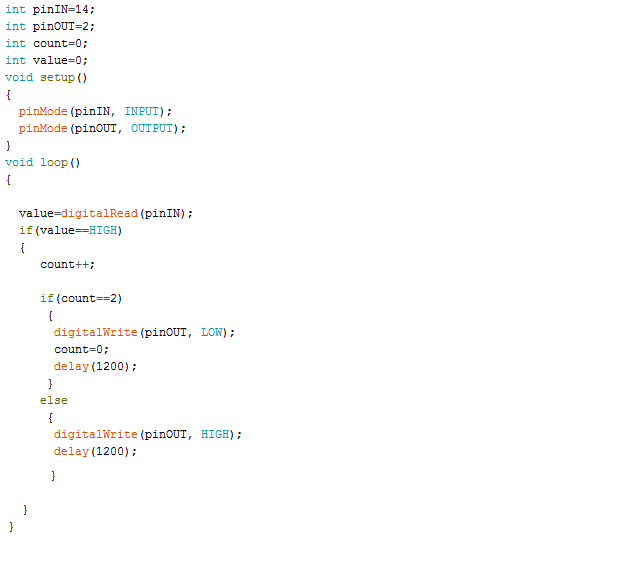 int pinIN=14;
int pinOUT=2;
int count=0;
int value=0;
void setup()
{
  pinMode(pinIN, INPUT);
  pinMode(pinOUT, OUTPUT);
}
void loop()
{
  value=digitalRead(pinIN);
  if(value==HIGH)
  {
     count++;
     if(count==2)
      {
       digitalWrite(pinOUT, LOW);
       count=0;
       delay(1200);
      }
     else
      {
       digitalWrite(pinOUT, HIGH);
       delay(1200);
      }
  }
}